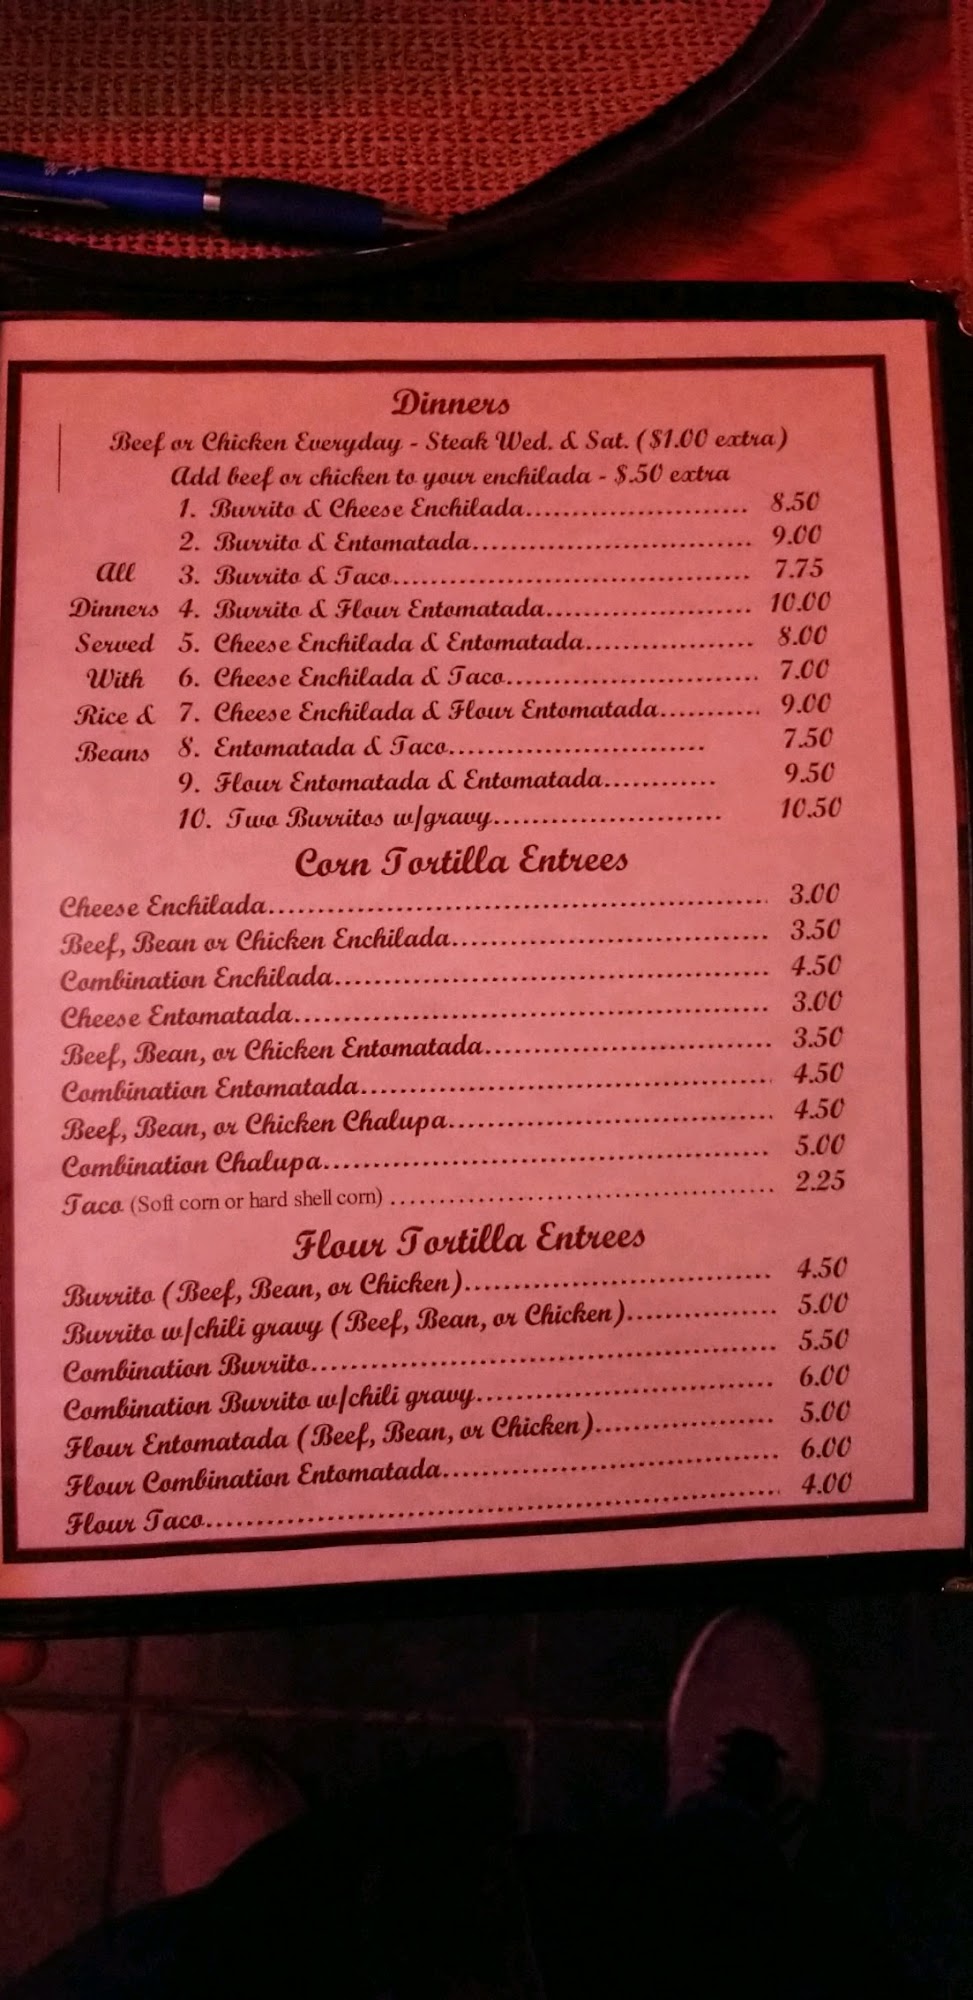 Dinners
Beef or Chicken Everyday - Steak Wed. & Sat. ($1.00 extra)
Add beef or chicken to your enchilada - $.50 extra
All
Dinners
Served
With
Rice &
Beans
1. Burrito & Cheese Enchilada....................... 8.50
2. Burrito & Entomatada............................. 9.00
3. Burrito & Taco..................................... 7.75
4. Burrito & Flour Entomatada..................... 10.00
5. Cheese Enchilada & Entomatada................. 8.00
6. Cheese Enchilada & Taco.......................... 7.00
7. Cheese Enchilada & Flour Entomatada........... 9.00
8. Entomatada & Taco.......................... 7.50
9. Flour Entomatada & Entomatada............ 9.50
10. Two Burritos w/gravy....................... 10.50
Corn Tortilla Entrees
Cheese Enchilada................................................... 3.00
Beef, Bean or Chicken Enchilada................................ 3.50
Combination Enchilada............................................ 4.50
Cheese Entomatada................................................ 3.00
Beef, Bean, or Chicken Entomatada............................. 3.50
Combination Entomatada.......................................... 4.50
Beef, Bean, or Chicken Chalupa................................. 4.50
Combination Chalupa.............................................. 5.00
Taco (Soft corn or hard shell corn) ....................................... 2.25
Flour Tortilla Entrees
Burrito (Beef, Bean, or Chicken)................................ 4.50
Burrito w/chili gravy (Beef, Bean, or Chicken)................ 5.00
Combination Burrito............................................... 5.50
Combination Burrito w/chili gravy.............................. 6.00
Flour Entomatada (Beef, Bean, or Chicken).................... 5.00
Flour Combination Entomatada.................................. 6.00
Flour Taco............................................................ 4.00